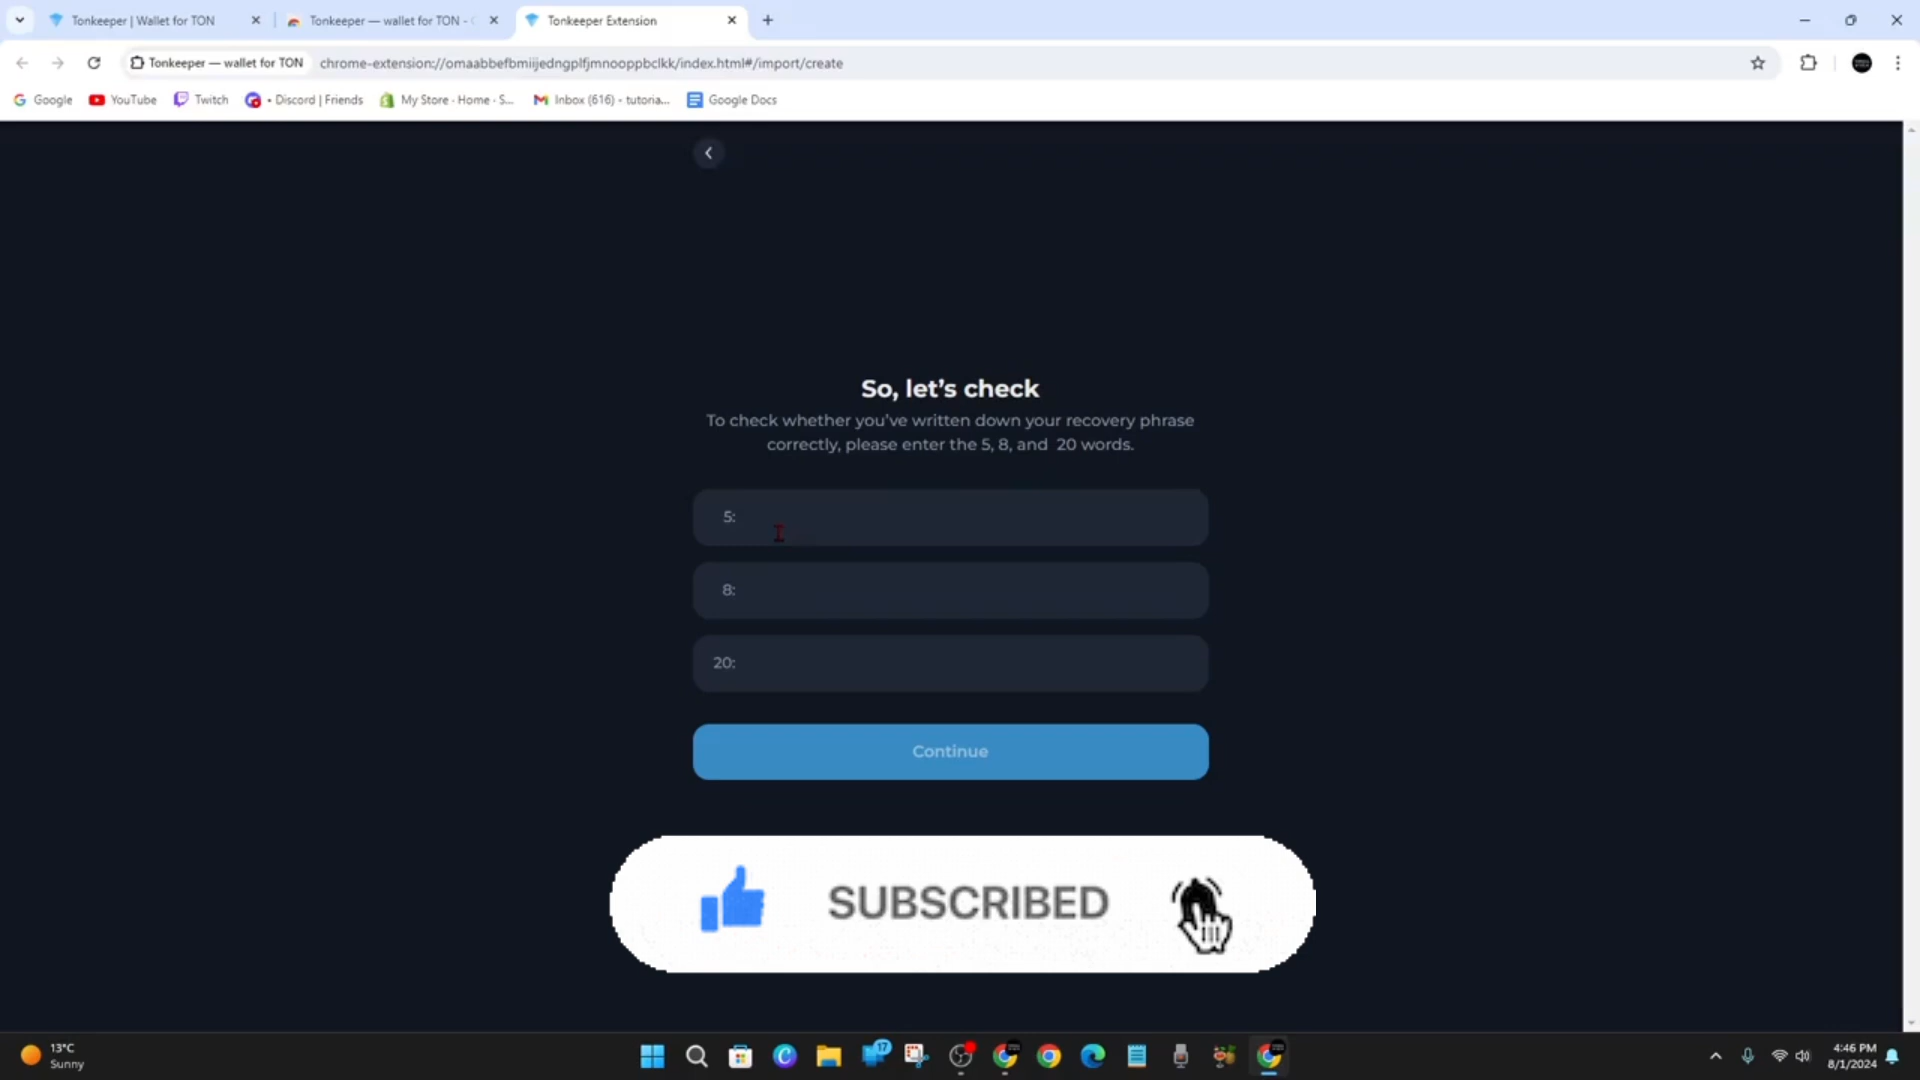 Tonkeeper | Wallet for TON
Tonkeeper — wallet for TON -
Tonkeeper Extension
Tonkeeper — wallet for TON
chrome-extension://omaabbefbmiijedngplfjmnooppbclkk/index.html#/import/create
Google
YouTube
Twitch
• Discord | Friends
My Store · Home · S...
Inbox (616) - tutoria...
Google Docs
So, let's check
To check whether you've written down your recovery phrase
correctly, please enter the 5, 8, and 20 words.
5:
8:
20:
Continue
SUBSCRIBED
13°C
Sunny
17
4:46 PM
8/1/2024